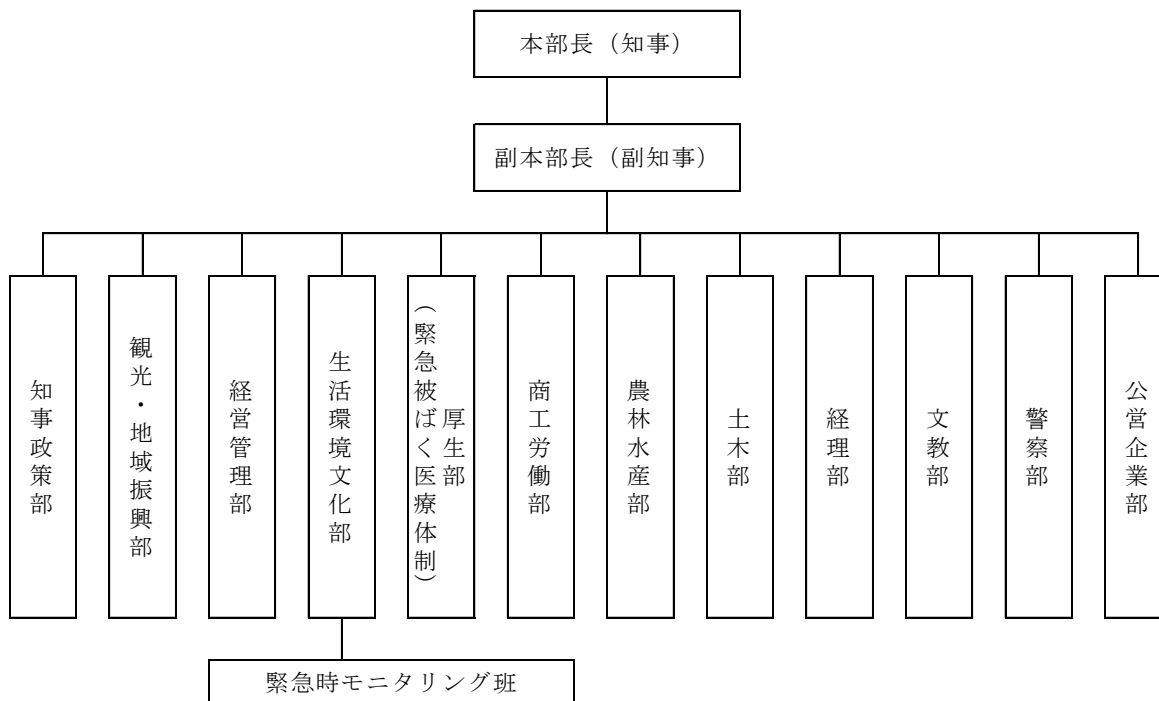 本部長（知事）
副本部長（副知事）
知事政策部
観光・地域振興部
経営管理部
生活環境文化部
厚生部
（緊急被ばく医療体制）
商工労働部
農林水産部
土木部
経理部
文教部
警察部
公営企業部
緊急時モニタリング班